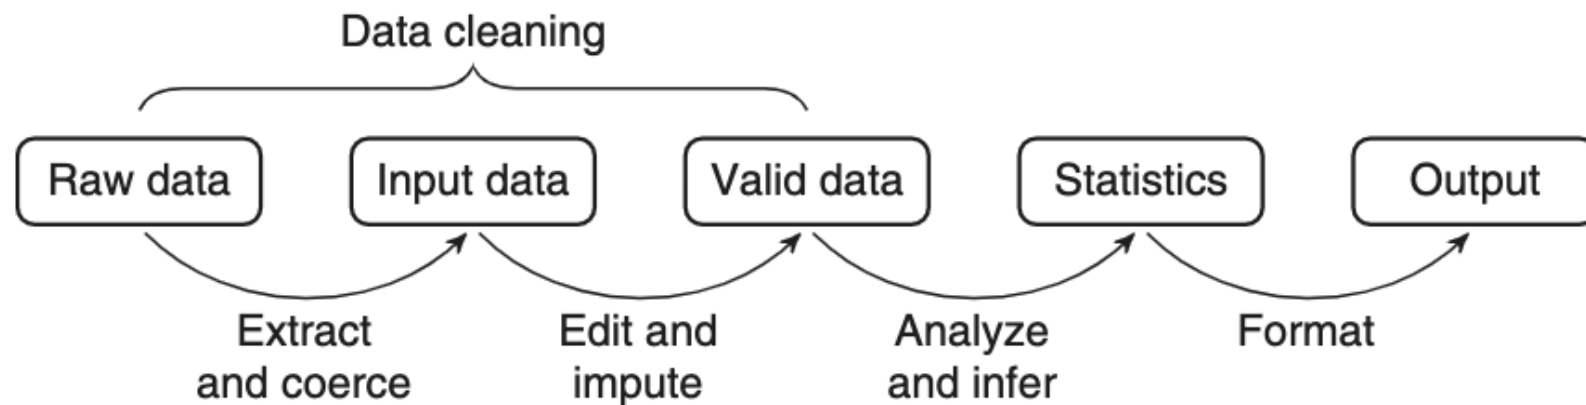 Data cleaning
Raw data
Input data
Valid data
Statistics
Output
Extract
and coerce
Edit and
impute
Analyze
and infer
Format